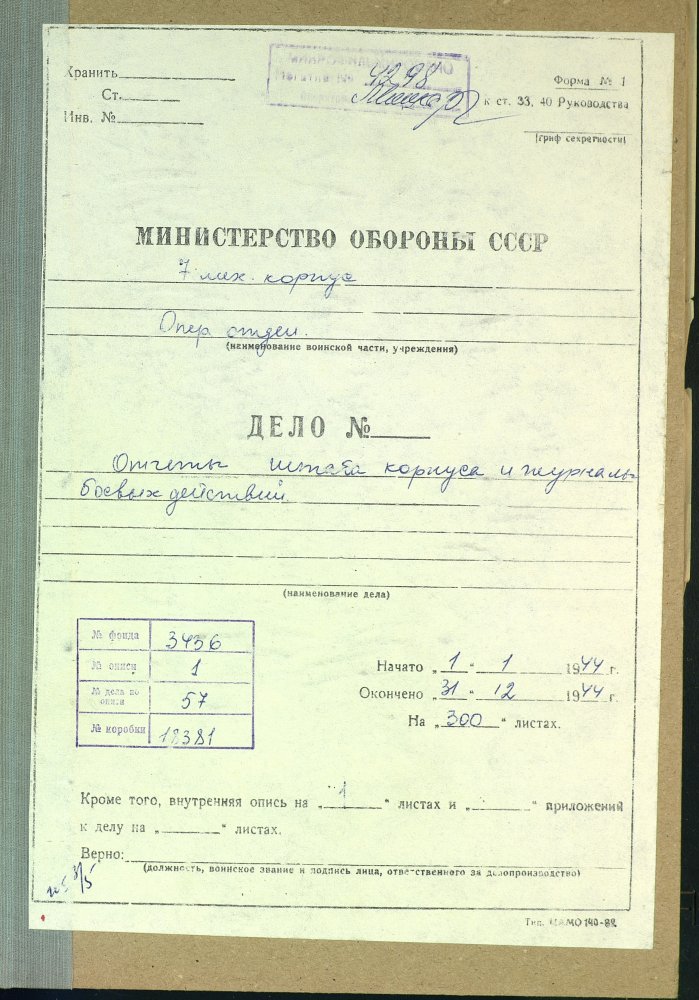 Хранить
Ст.
Инв. №
4298
Форма № 1
к ст. 33, 40 Руководства
(гриф секретности)
МИНИСТЕРСТВО ОБОРОНЫ СССР
7 мех. корпус
Опер отдел.
(наименование воинской части, учреждения)
ДЕЛО №
Отчеты штаба корпуса и журналы
боевых действий
(наименование дела)
№ фонда 3436
№ описи 1
№ дела по описи 57
№ коробки 18381
Начато „1“ 1 1944 г.
Окончено „31“ 12 1944 г.
На „300“ листах.
Кроме того, внутренняя опись на „1“ листах и „ “ приложений
к делу на „ “ листах.
Верно:
(должность, воинское звание и подпись лица, ответственного за делопроизводство)
Тип. ЦАМО 140-82